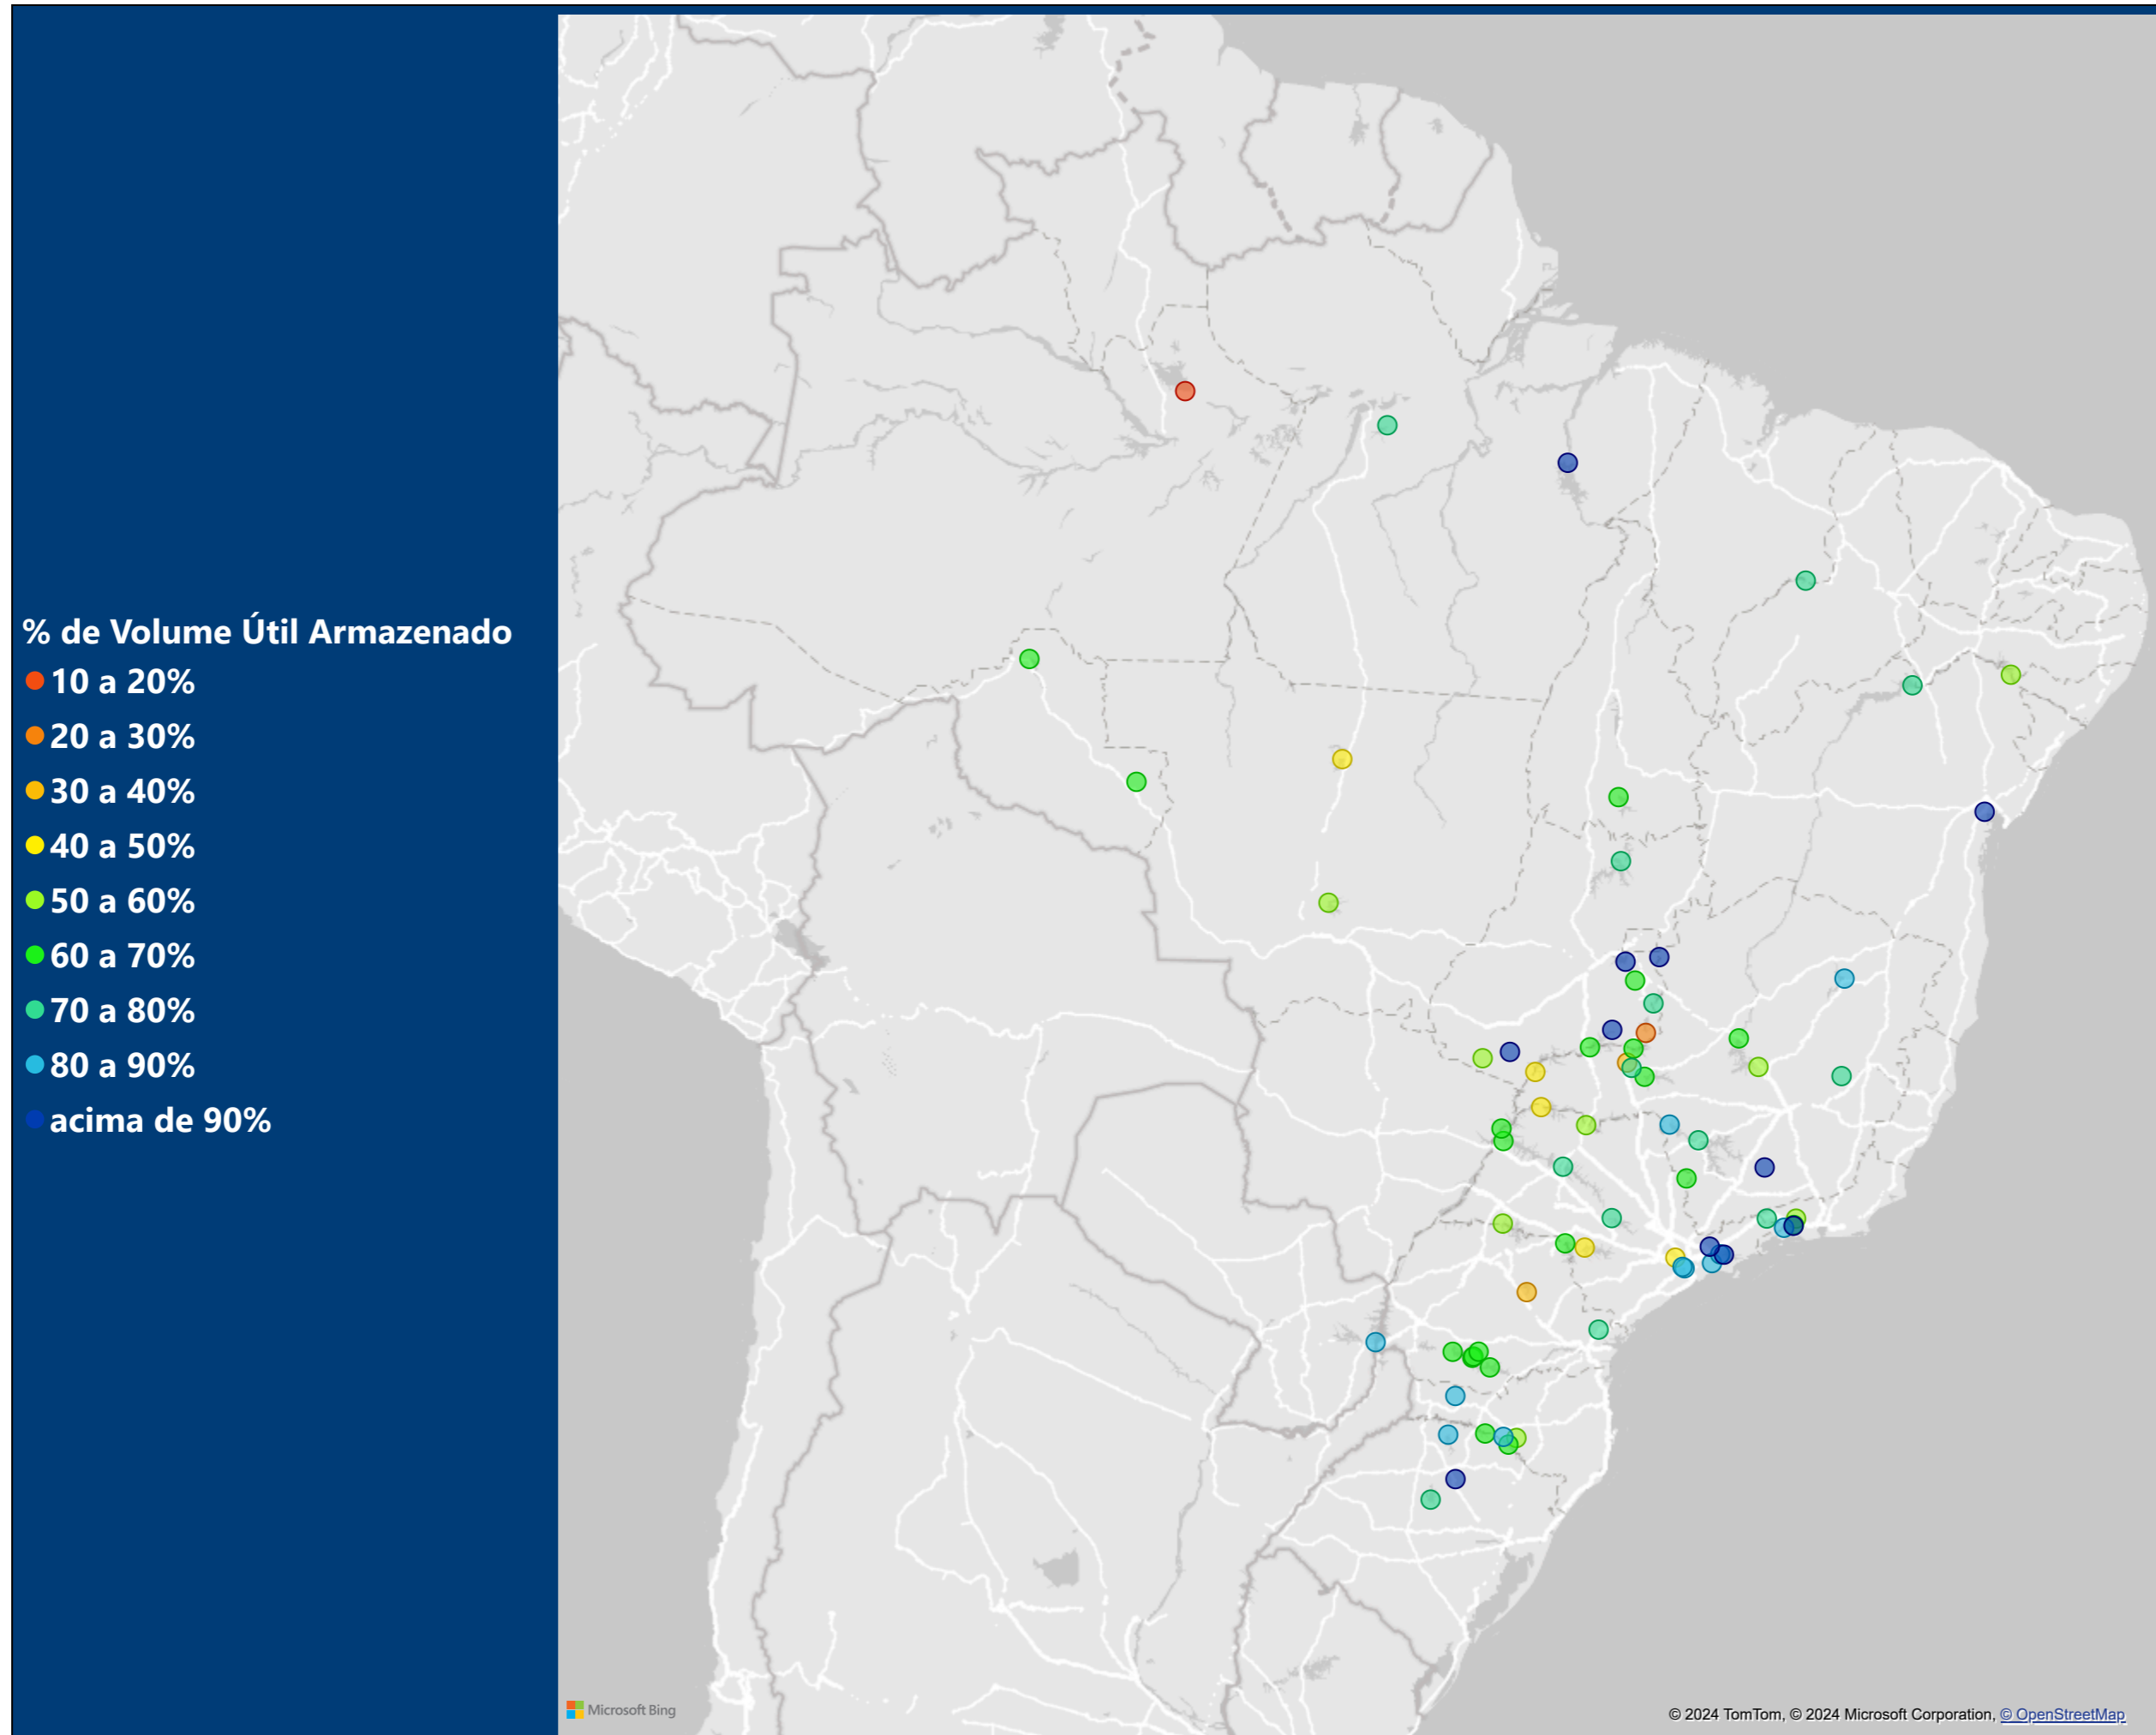 % de Volume Útil Armazenado
10 a 20%
20 a 30%
30 a 40%
40 a 50%
50 a 60%
60 a 70%
70 a 80%
80 a 90%
acima de 90%
Microsoft Bing
© 2024 TomTom, © 2024 Microsoft Corporation, © OpenStreetMap